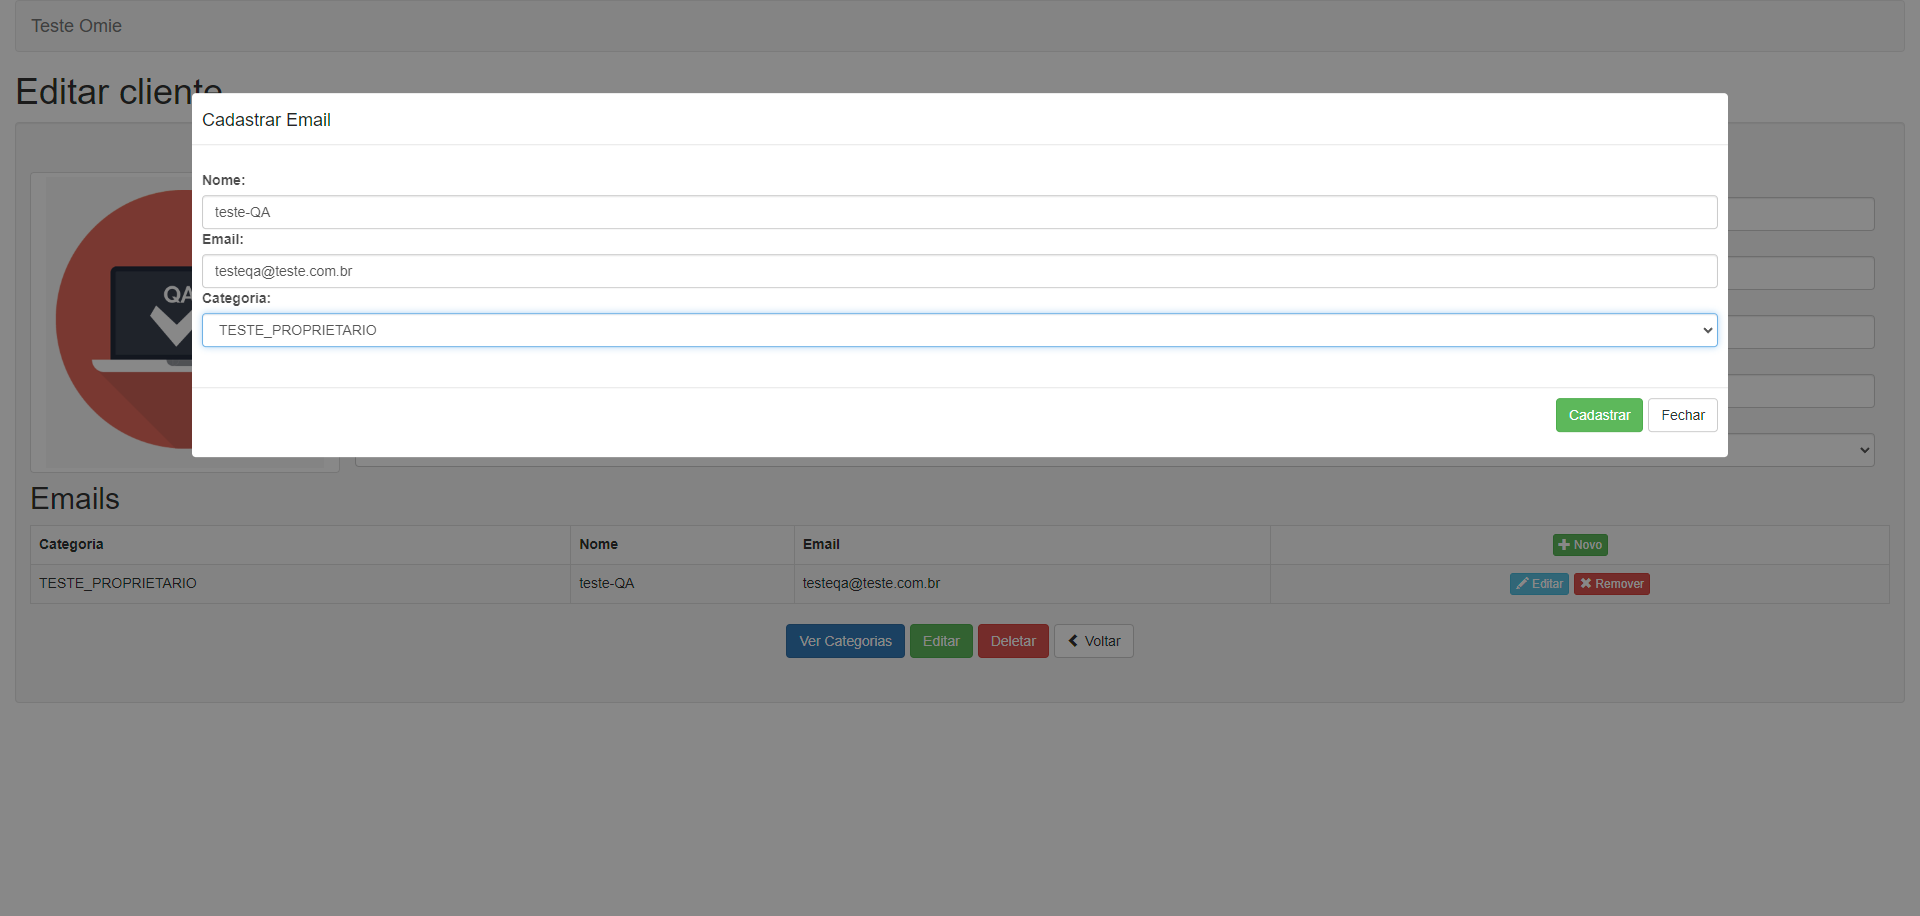 Teste Omie
Editar cliente
Cadastrar Email
Nome:
teste-QA
Email:
testeqa@teste.com.br
Categoria:
TESTE_PROPRIETARIO
Cadastrar Fechar
QA
Emails
Categoria Nome Email Novo
TESTE_PROPRIETARIO teste-QA testeqa@teste.com.br Editar Remover
Ver Categorias Editar Deletar Voltar